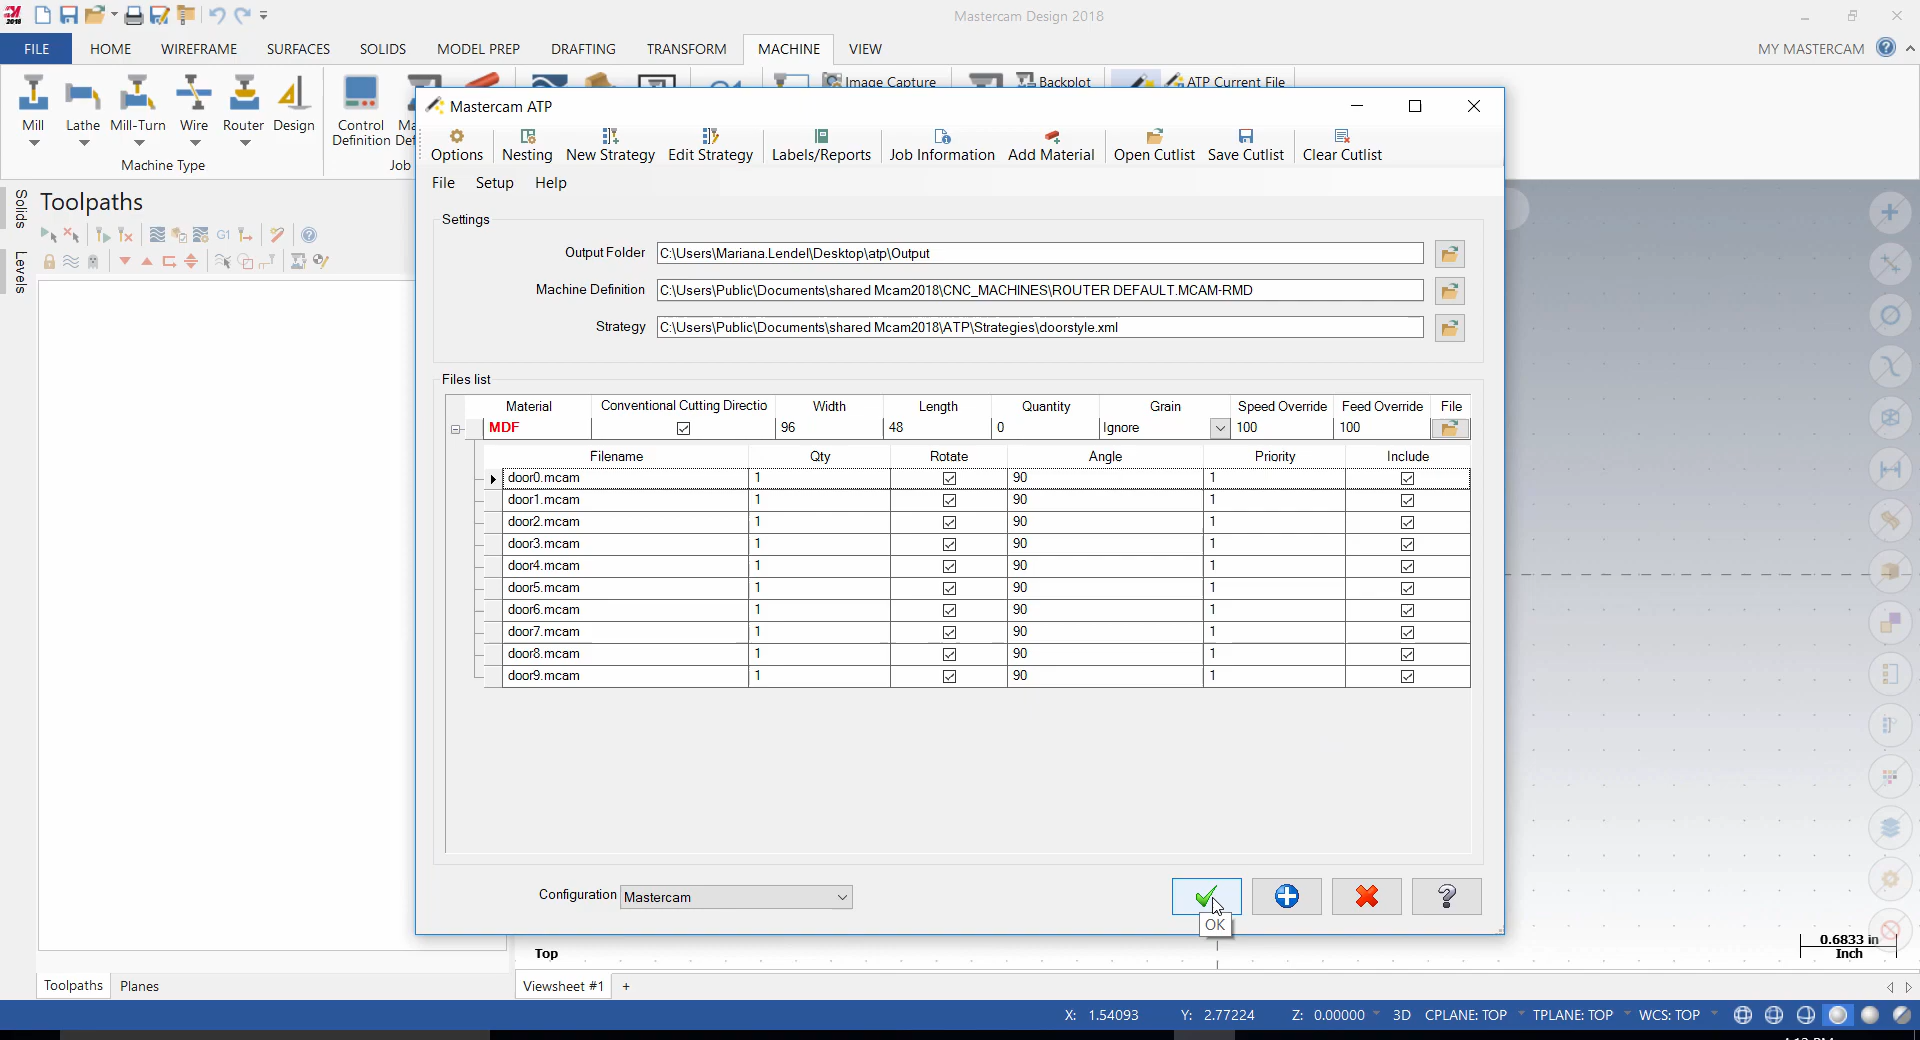 2018
Mastercam Design 2018
FILE HOME WIREFRAME SURFACES SOLIDS MODEL PREP DRAFTING TRANSFORM MACHINE VIEW MY MASTERCAM
Image Capture Backplot ATP Current File
Mill Lathe Mill-Turn Wire Router Design Control
Definition
Machine Type Job
Mastercam ATP
Options Nesting New Strategy Edit Strategy Labels/Reports Job Information Add Material Open Cutlist Save Cutlist Clear Cutlist
File Setup Help
Solids
Levels
Toolpaths
G1
Settings
Output Folder C:\Users\Mariana.Lendel\Desktop\atp\Output
Machine Definition C:\Users\Public\Documents\shared Mcam2018\CNC_MACHINES\ROUTER DEFAULT.MCAM-RMD
Strategy C:\Users\Public\Documents\shared Mcam2018\ATP\Strategies\doorstyle.xml
Files list
Material Conventional Cutting Directio Width Length Quantity Grain Speed Override Feed Override File
MDF 96 48 0 Ignore 100 100
Filename Qty Rotate Angle Priority Include
door0.mcam 1 90 1
door1.mcam 1 90 1
door2.mcam 1 90 1
door3.mcam 1 90 1
door4.mcam 1 90 1
door5.mcam 1 90 1
door6.mcam 1 90 1
door7.mcam 1 90 1
door8.mcam 1 90 1
door9.mcam 1 90 1
Configuration Mastercam
OK
Top
0.6833 in
Inch
Toolpaths Planes Viewsheet #1 +
X: 1.54093 Y: 2.77224 Z: 0.00000 3D CPLANE: TOP TPLANE: TOP WCS: TOP